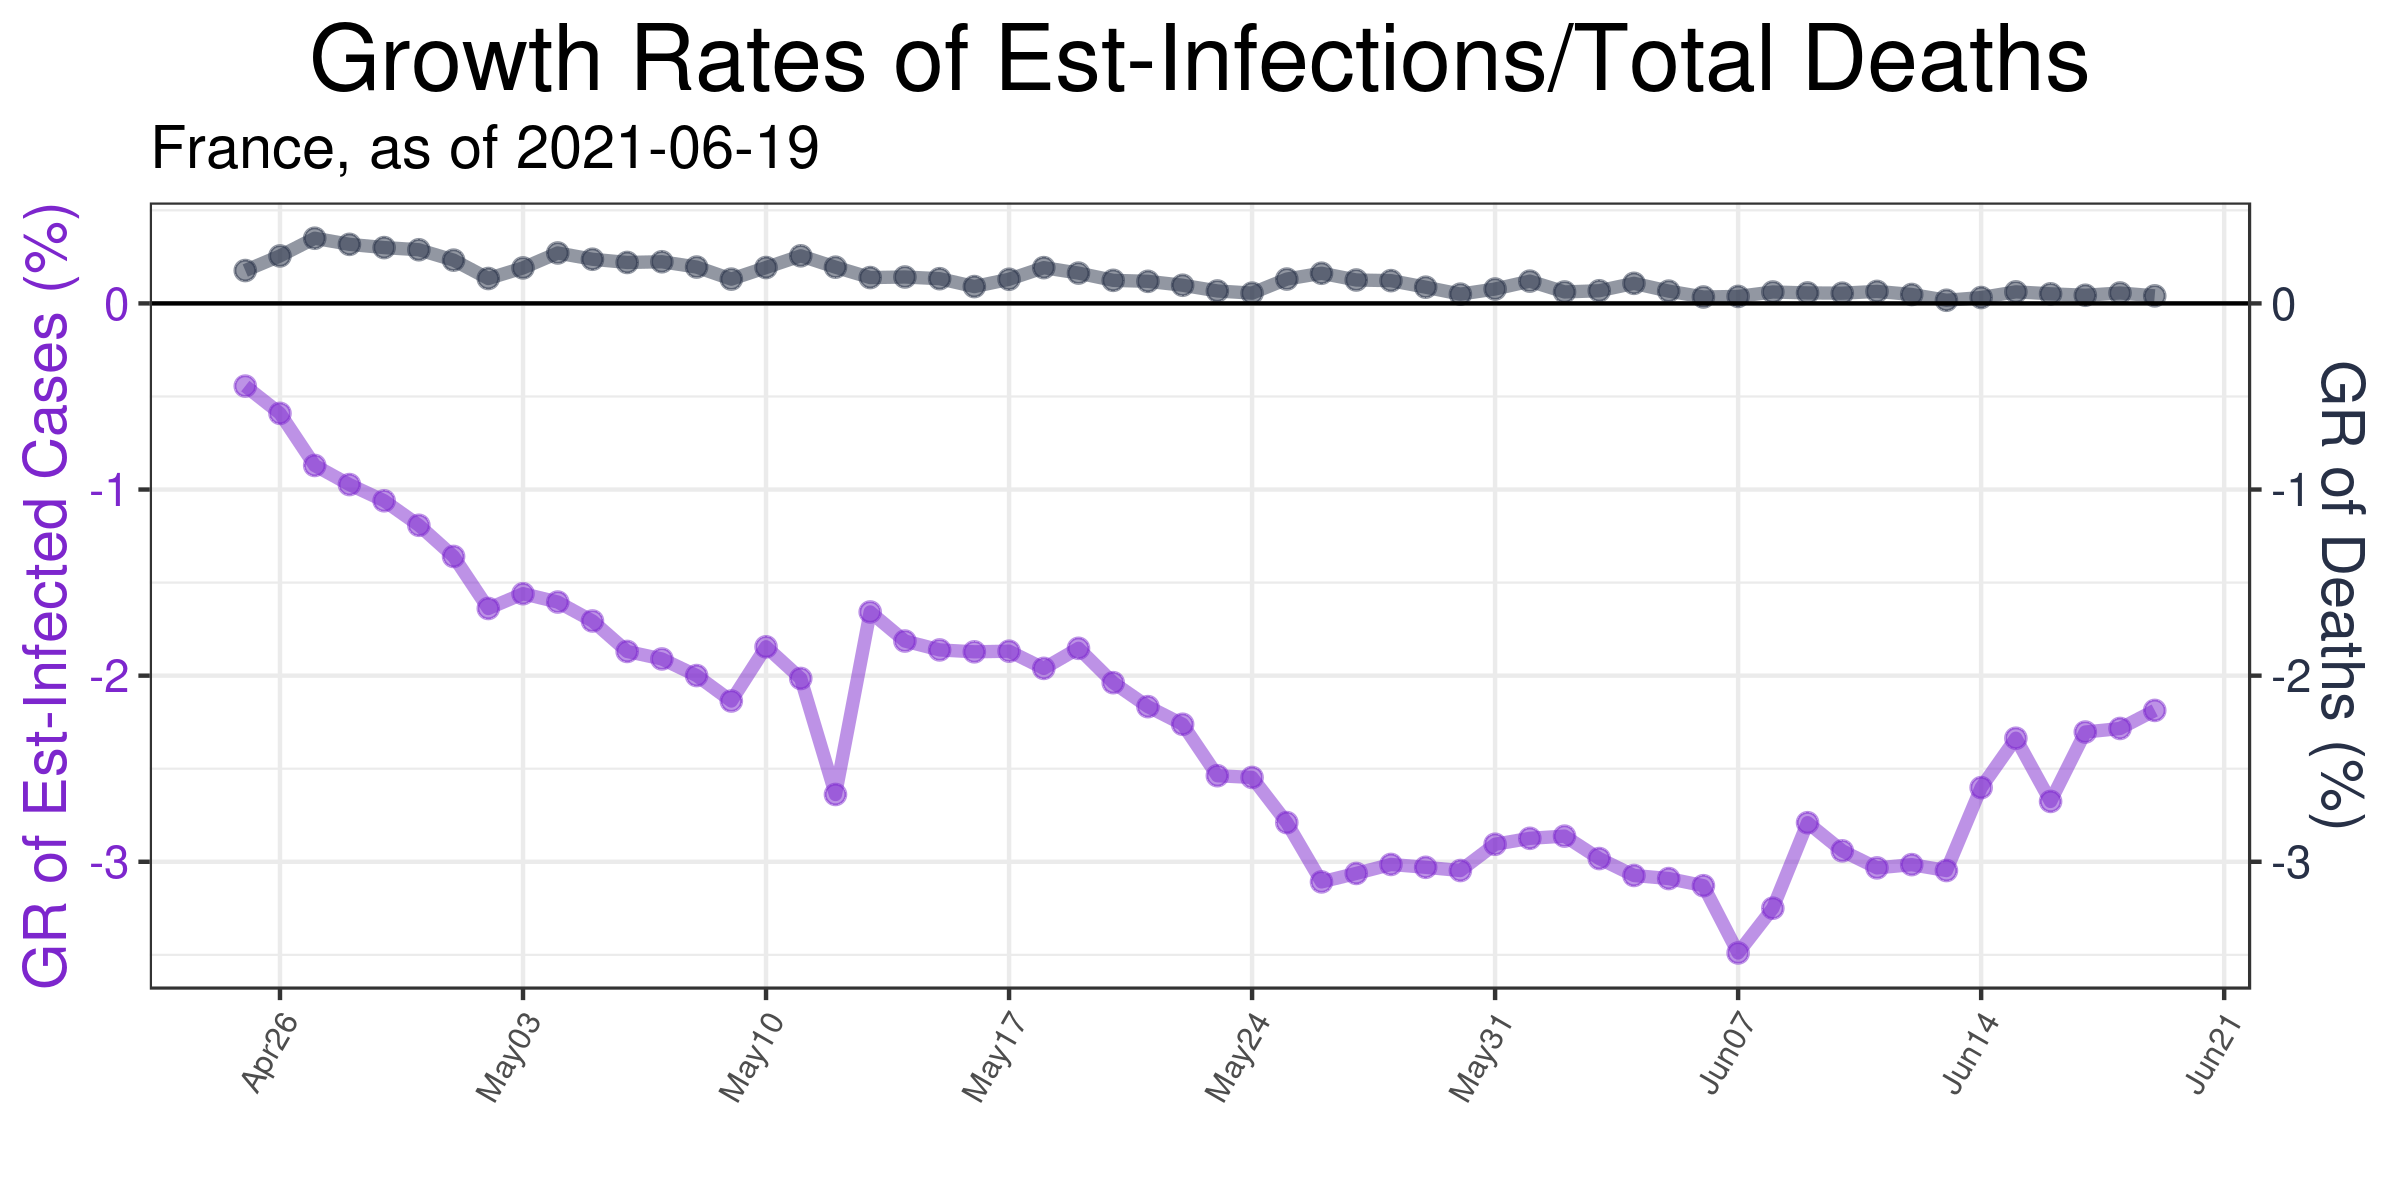 Growth Rates of Est-Infections/Total Deaths
France, as of 2021-06-19
GR of Est-Infected Cases (%)
0
-1
-2
-3
0
-1
-2
-3
GR of Deaths (%)
Apr26
May03
May10
May17
May24
May31
Jun07
Jun14
Jun21